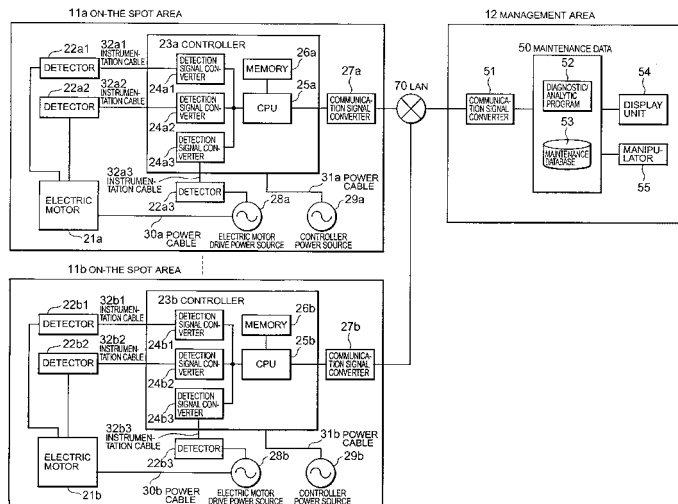 11a ON-THE SPOT AREA
12 MANAGEMENT AREA
22a1
DETECTOR
32a1
INSTRUMEN-
TATION CABLE
22a2
DETECTOR
32a2
INSTRUMEN-
TATION CABLE
23a CONTROLLER
DETECTION
SIGNAL CON-
VERTER
24a1
DETECTION
SIGNAL CON-
VERTER
24a2
DETECTION
SIGNAL CON-
VERTER
24a3
26a
MEMORY
25a
CPU
27a
COMMUNICATION
SIGNAL
CONVERTER
70 LAN
51
COMMUNICA-
TION SIGNAL
CONVERTER
50 MAINTENANCE DATA
52
DIAGNOSTIC/
ANALYTIC
PROGRAM
53
MAINTENANCE
DATABASE
54
DISPLAY
UNIT
MANIPU-
LATOR
55
32a3
INSTRUMEN-
TATION CABLE
DETECTOR
22a3
31a POWER
CABLE
28a
29a
ELECTRIC
MOTOR
21a
30a POWER
CABLE
ELECTRIC MOTOR
DRIVE POWER SOURCE
CONTROLLER
POWER SOURCE
11b ON-THE SPOT AREA
22b1
DETECTOR
32b1
INSTRUMEN-
TATION CABLE
22b2
DETECTOR
32b2
INSTRUMEN-
TATION CABLE
23b CONTROLLER
DETECTION
SIGNAL CON-
VERTER
24b1
DETECTION
SIGNAL CON-
VERTER
24b2
DETECTION
SIGNAL CON-
VERTER
24b3
26b
MEMORY
25b
CPU
27b
COMMUNICA-
TION SIGNAL
CONVERTER
32b3
INSTRUMEN-
TATION CABLE
DETECTOR
22b3
31b POWER
CABLE
28b
29b
ELECTRIC
MOTOR
21b
30b POWER
CABLE
ELECTRIC MOTOR
DRIVE POWER SOURCE
CONTROLLER
POWER SOURCE